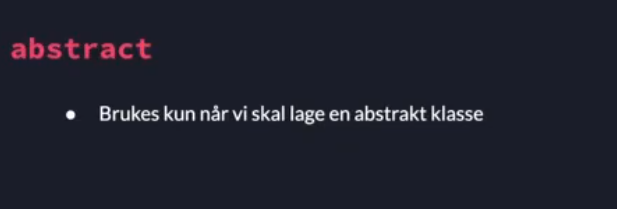 abstract
● Brukes kun når vi skal lage en abstrakt klasse